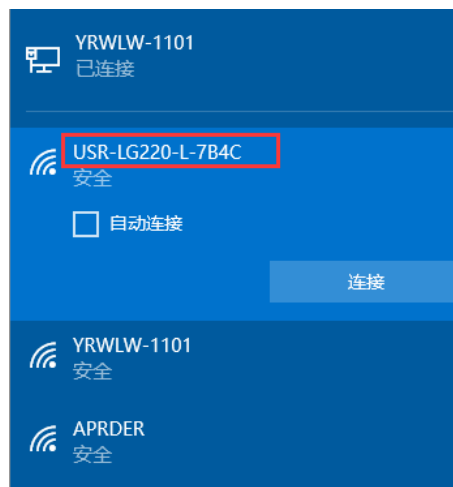 YRWLW-1101
已连接
USR-LG220-L-7B4C
安全
自动连接
连接
YRWLW-1101
安全
APRDER
安全